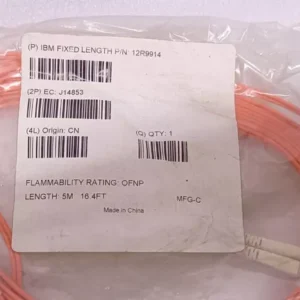 (P) IBM FIXED LENGTH P/N: 12R9914
(2P) EC: J14853
(4L) Origin: CN
(Q) QTY: 1
FLAMMABILITY RATING: OFNP
LENGTH: 5M 16.4FT
MFG-C
Made in China